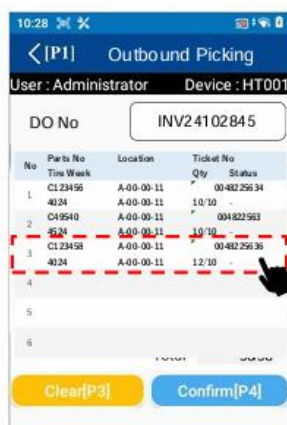 10:28
[P1] Outbound Picking
User : Administrator Device : HT001
DO No INV24102845
No Parts No Location Ticket No
Tire Week Qty Status
1 C123456 A-00-00-11 0048225634
4024 A-00-00-11 10/10 -
2 C49540 A-00-00-11 004822563
4524 A-00-00-11 10/10 -
3 C123458 A-00-00-11 0048225636
4024 A-00-00-11 12/10 -
4
5
6
Clear[P3] Confirm[P4]